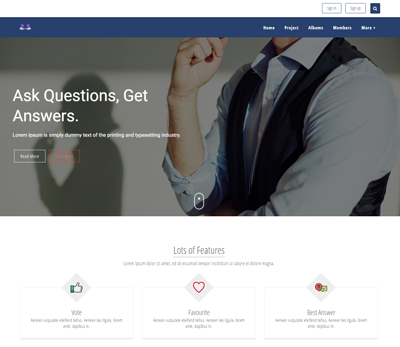 Sign in Sign Up
Home Project Albums Members More +
Ask Questions, Get
Answers.
Lorem Ipsum is simply dummy text of the printing and typesetting industry.
Read More
Lots of Features
Lorem ipsum dolor sit amet, ed do eiusmod tempor incididunt ut labore et dolore magna.
Vote
Aenean vulputate eleifend tellus. Aenean leo ligula, lorem
ante, dapibus in.
Favourite
Aenean vulputate eleifend tellus. Aenean leo ligula, lorem
ante, dapibus in.
Best Answer
Aenean vulputate eleifend tellus. Aenean leo ligula, lorem
ante, dapibus in.